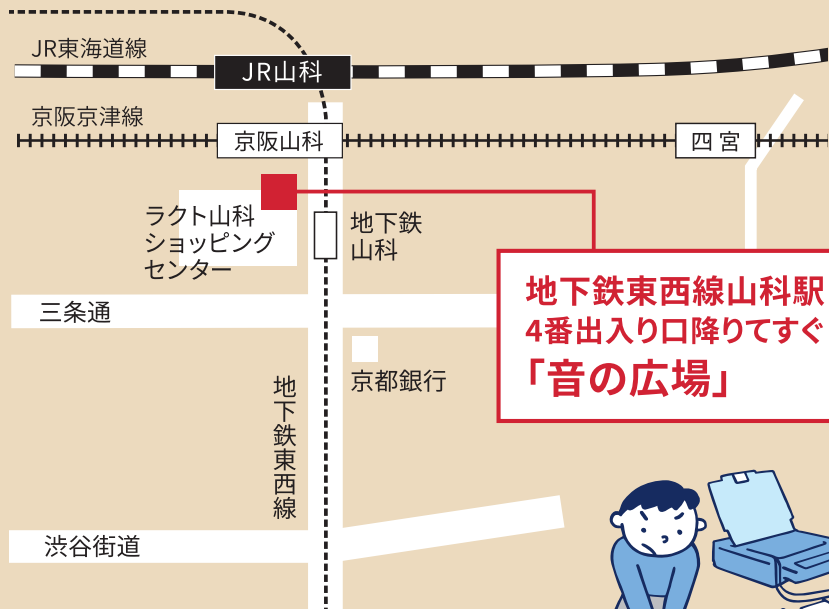 JR東海道線
JR山科
京阪京津線
京阪山科
四宮
ラクト山科
ショッピング
センター
地下鉄
山科
地下鉄東西線山科駅
4番出入り口降りてすぐ
「音の広場」
三条通
京都銀行
地下鉄東西線
渋谷街道